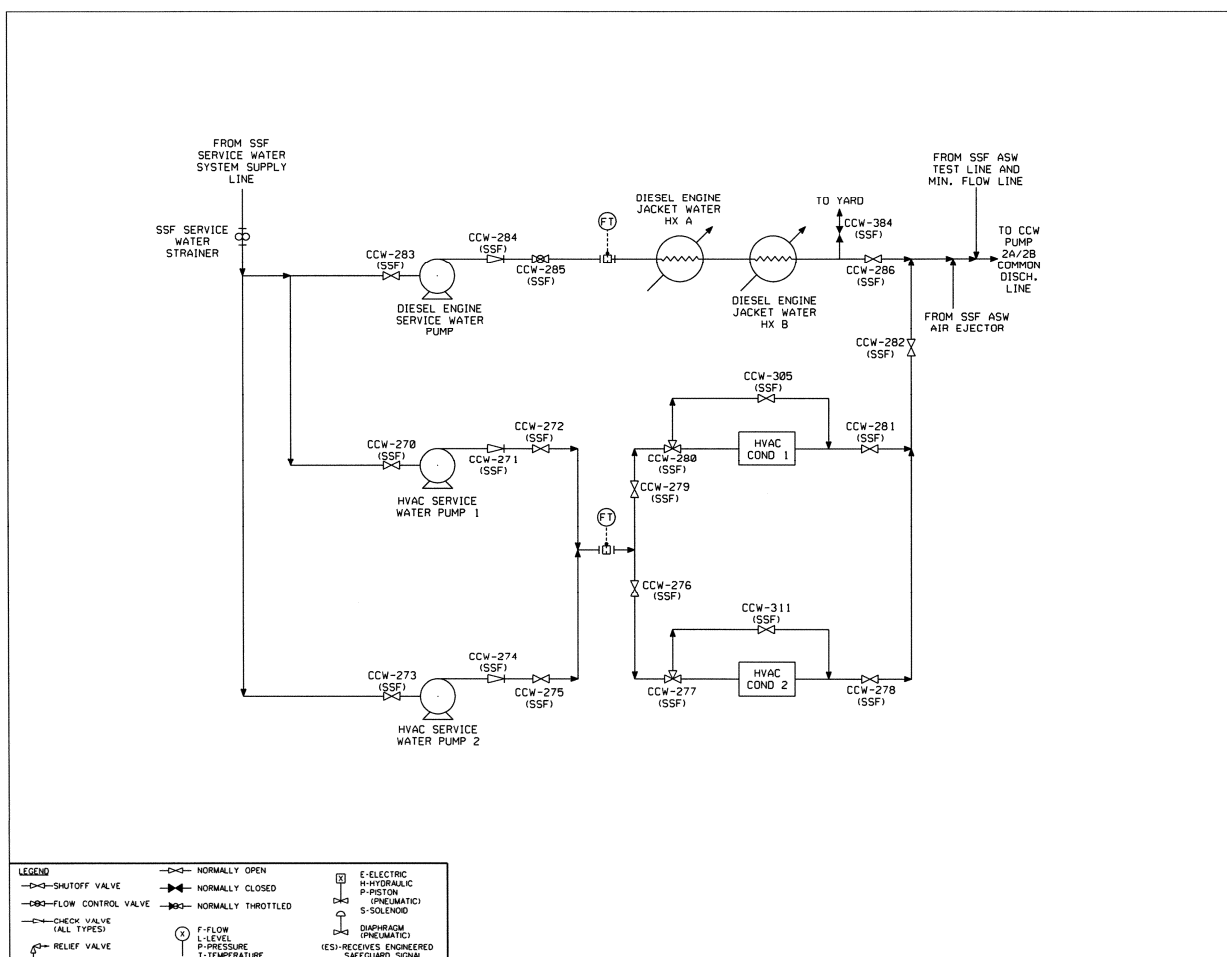 FROM SSF
SERVICE WATER
SYSTEM SUPPLY
LINE
SSF SERVICE
WATER
STRAINER
CCW-283
(SSF)
DIESEL ENGINE
SERVICE WATER
PUMP
CCW-284
(SSF)
CCW-285
(SSF)
FT
DIESEL ENGINE
JACKET WATER
HX A
DIESEL ENGINE
JACKET WATER
HX B
TO YARD
CCW-384
(SSF)
CCW-286
(SSF)
FROM SSF ASW
TEST LINE AND
MIN. FLOW LINE
TO CCW
PUMP
2A/2B
COMMON
DISCH.
LINE
FROM SSF ASW
AIR EJECTOR
CCW-282
(SSF)
CCW-270
(SSF)
HVAC SERVICE
WATER PUMP 1
CCW-271
(SSF)
CCW-272
(SSF)
FT
CCW-279
(SSF)
CCW-280
(SSF)
CCW-305
(SSF)
HVAC
COND 1
CCW-281
(SSF)
CCW-276
(SSF)
CCW-273
(SSF)
HVAC SERVICE
WATER PUMP 2
CCW-274
(SSF)
CCW-275
(SSF)
CCW-277
(SSF)
CCW-311
(SSF)
HVAC
COND 2
CCW-278
(SSF)
LEGEND
SHUTOFF VALVE
FLOW CONTROL VALVE
CHECK VALVE
(ALL TYPES)
RELIEF VALVE
NORMALLY OPEN
NORMALLY CLOSED
NORMALLY THROTTLED
X
F-FLOW
L-LEVEL
P-PRESSURE
T-TEMPERATURE
X
E-ELECTRIC
H-HYDRAULIC
P-PISTON
(PNEUMATIC)
S-SOLENOID
DIAPHRAGM
(PNEUMATIC)
(ES)-RECEIVES ENGINEERED
SAFEGUARD SIGNAL